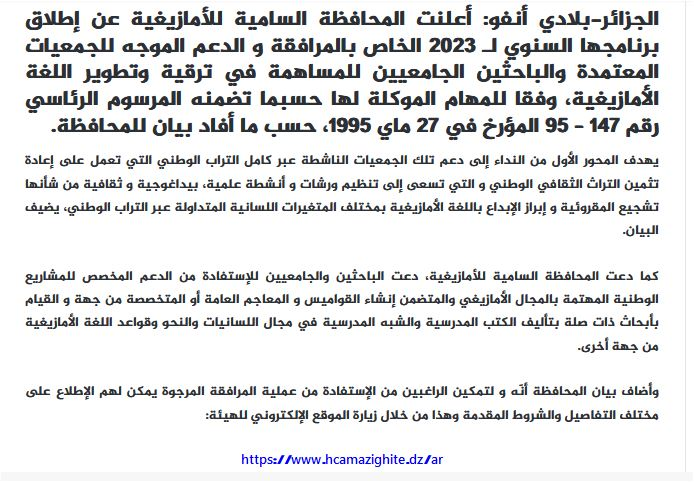 الجزائر-بلادي أنفو: أعلنت المحافظة السامية للأمازيغية عن إطلاق
برنامجها السنوي لـ 2023 الخاص بالمرافقة و الدعم الموجه للجمعيات
المعتمدة والباحثين الجامعيين للمساهمة في ترقية وتطوير اللغة
الأمازيغية، وفقا للمهام الموكلة لها حسبما تضمنه المرسوم الرئاسي
رقم 147 - 95 المؤرخ في 27 ماي 1995، حسب ما أفاد بيان للمحافظة.
يهدف المحور الأول من النداء إلى دعم تلك الجمعيات الناشطة عبر كامل التراب الوطني التي تعمل على إعادة
تثمين التراث الثقافي الوطني و التي تسعى إلى تنظيم ورشات و أنشطة علمية، بيداغوجية و ثقافية من شأنها
تشجيع المقروئية و إبراز الإبداع باللغة الأمازيغية بمختلف المتغيرات اللسانية المتداولة عبر التراب الوطني، يضيف
البيان.
كما دعت المحافظة السامية للأمازيغية، دعت الباحثين والجامعيين للإستفادة من الدعم المخصص للمشاريع
الوطنية المهتمة بالمجال الأمازيغي والمتضمن إنشاء القواميس و المعاجم العامة أو المتخصصة من جهة و القيام
بأبحاث ذات صلة بتأليف الكتب المدرسية والشبه المدرسية في مجال اللسانيات والنحو وقواعد اللغة الأمازيغية
من جهة أخرى.
وأضاف بيان المحافظة أنّه و لتمكين الراغبين من الإستفادة من عملية المرافقة المرجوة يمكن لهم الإطلاع على
مختلف التفاصيل والشروط المقدمة وهذا من خلال زيارة الموقع الإلكتروني للهيئة:
https://www.hcamazighite.dz/ar